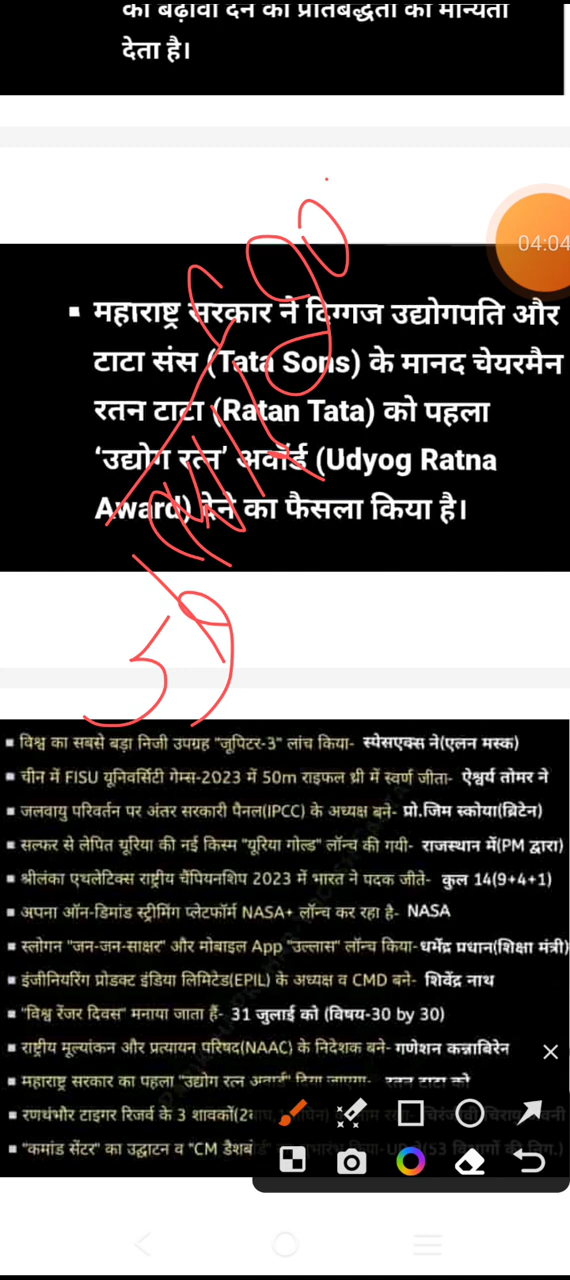 को बढ़ावा देने की प्रतिबद्धता को मान्यता
देता है।
04:04
▪ महाराष्ट्र सरकार ने दिग्गज उद्योगपति और
टाटा संस (Tata Sons) के मानद चेयरमैन
रतन टाटा (Ratan Tata) को पहला
‘उद्योग रत्न’ अवॉर्ड (Udyog Ratna
Award) देने का फैसला किया है।
▪ विश्व का सबसे बड़ा निजी उपग्रह "जूपिटर-3" लांच किया- स्पेसएक्स ने(एलन मस्क)
▪ चीन में FISU यूनिवर्सिटी गेम्स-2023 में 50m राइफल थ्री में स्वर्ण जीता- ऐश्वर्य तोमर ने
▪ जलवायु परिवर्तन पर अंतर सरकारी पैनल(IPCC) के अध्यक्ष बने- प्रो.जिम स्कोया(ब्रिटेन)
▪ सल्फर से लेपित यूरिया की नई किस्म "यूरिया गोल्ड" लॉन्च की गयी- राजस्थान में(PM द्वारा)
▪ श्रीलंका एथलेटिक्स राष्ट्रीय चैंपियनशिप 2023 में भारत ने पदक जीते- कुल 14(9+4+1)
▪ अपना ऑन-डिमांड स्ट्रीमिंग प्लेटफॉर्म NASA+ लॉन्च कर रहा है- NASA
▪ स्लोगन "जन-जन-साक्षर" और मोबाइल App "उल्लास" लॉन्च किया-धर्मेंद्र प्रधान(शिक्षा मंत्री)
▪ इंजीनियरिंग प्रोडक्ट इंडिया लिमिटेड(EPIL) के अध्यक्ष व CMD बने- शिवेंद्र नाथ
▪ "विश्व रेंजर दिवस" मनाया जाता हैं- 31 जुलाई को (विषय-30 by 30)
▪ राष्ट्रीय मूल्यांकन और प्रत्यायन परिषद(NAAC) के निदेशक बने- गणेशन कन्नाबिरेन
▪ महाराष्ट्र सरकार का पहला "उद्योग रत्न अवार्ड" दिया जाएगा- रतन टाटा को
▪ रणथंभौर टाइगर रिजर्व के 3 शावकों(2
▪ "कमांड सेंटर" का उद्घाटन व "CM डैशबो